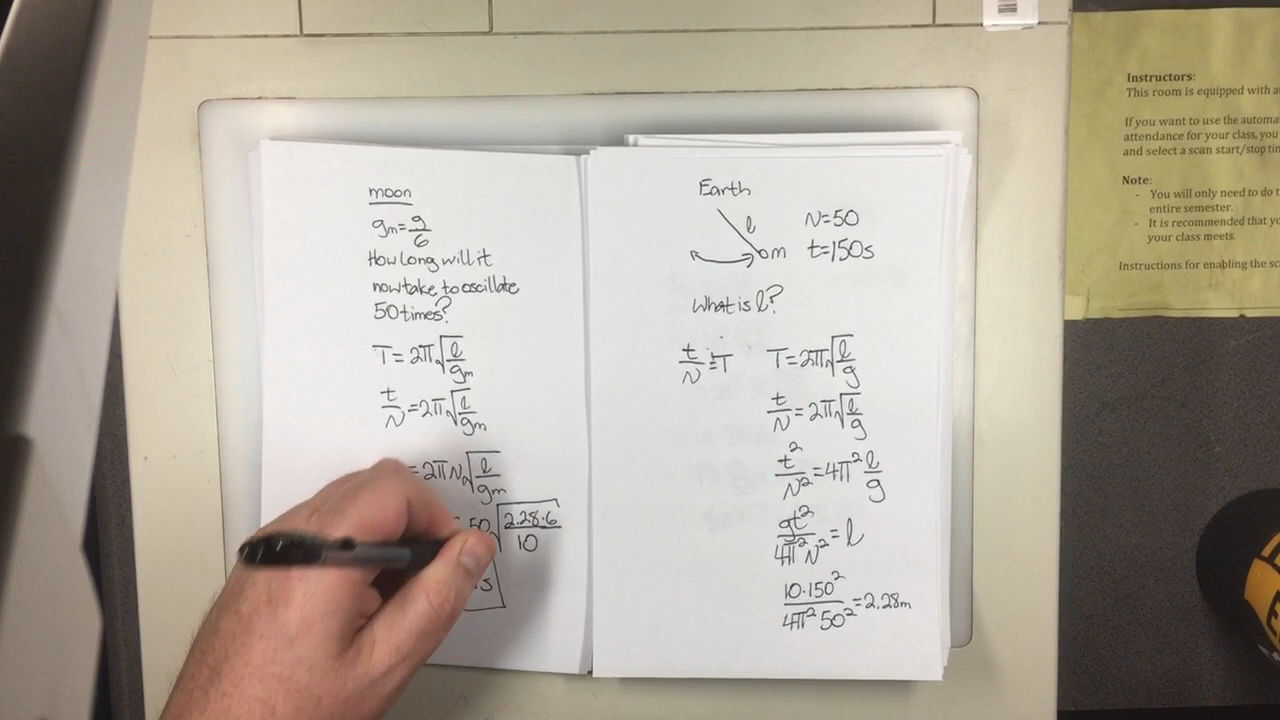 moon
gm=g/6
How long will it
now take to oscillate
50 times?
T=2π√(l/gm)
t/N=2π√(l/gm)
=2πN√(l/gm)
50√(2.28·6/10)
Earth
l
m
N=50
t=150s
What is l?
t/N=T
T=2π√(l/g)
t/N=2π√(l/g)
t²/N²=4π² l/g
gt²/4π²N²=l
10·150²/4π²50²=2.28m
Instructors:
This room is equipped with
If you want to use the
attendance for your class, you
and select a scan start/stop
Note:
- You will only need to do
entire semester.
- It is recommended that
your class meets.
Instructions for enabling the